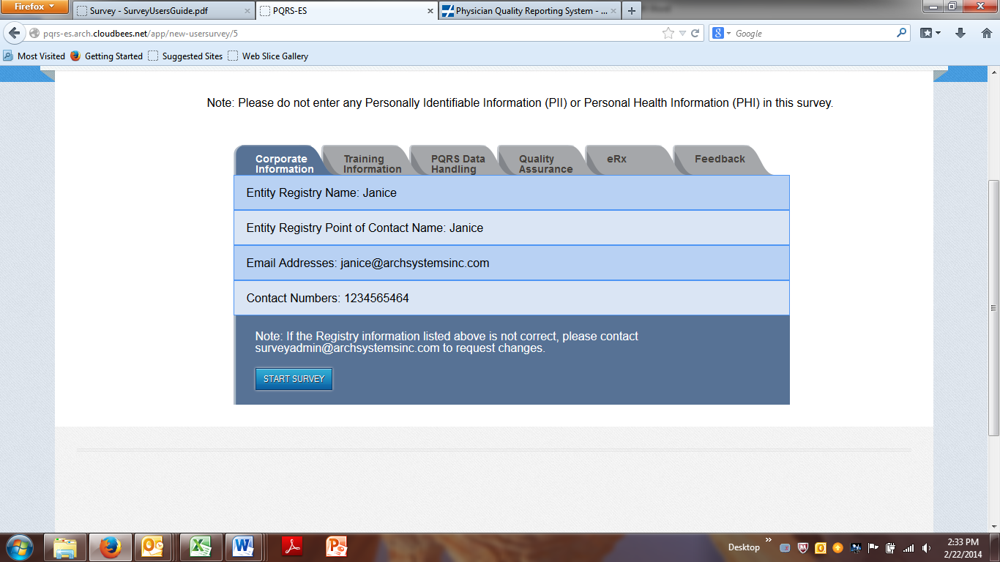 Firefox
Survey - SurveyUsersGuide.pdf
PQRS-ES
Physician Quality Reporting System - ...
pqrs-es.arch.cloudbees.net/app/new-usersurvey/5
Google
Most Visited
Getting Started
Suggested Sites
Web Slice Gallery
Note: Please do not enter any Personally Identifiable Information (PII) or Personal Health Information (PHI) in this survey.
Corporate
Information
Training
Information
PQRS Data
Handling
Quality
Assurance
eRx
Feedback
Entity Registry Name: Janice
Entity Registry Point of Contact Name: Janice
Email Addresses: janice@archsystemsinc.com
Contact Numbers: 1234565464
Note: If the Registry information listed above is not correct, please contact
surveyadmin@archsystemsinc.com to request changes.
START SURVEY
Desktop
2:33 PM
2/22/2014